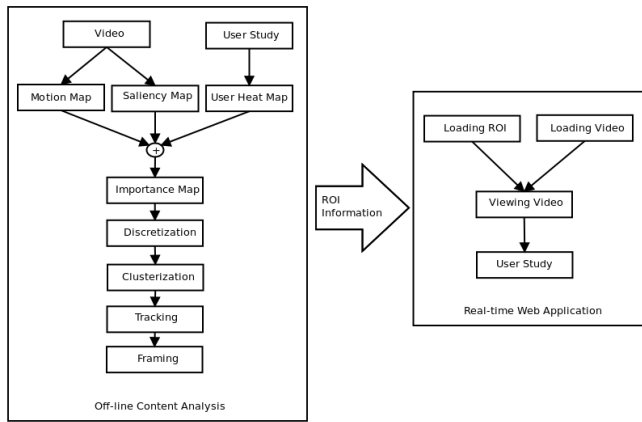 Video
User Study
Motion Map
Saliency Map
User Heat Map
+
Importance Map
Discretization
Clusterization
Tracking
Framing
Off-line Content Analysis
ROI
Information
Loading ROI
Loading Video
Viewing Video
User Study
Real-time Web Application